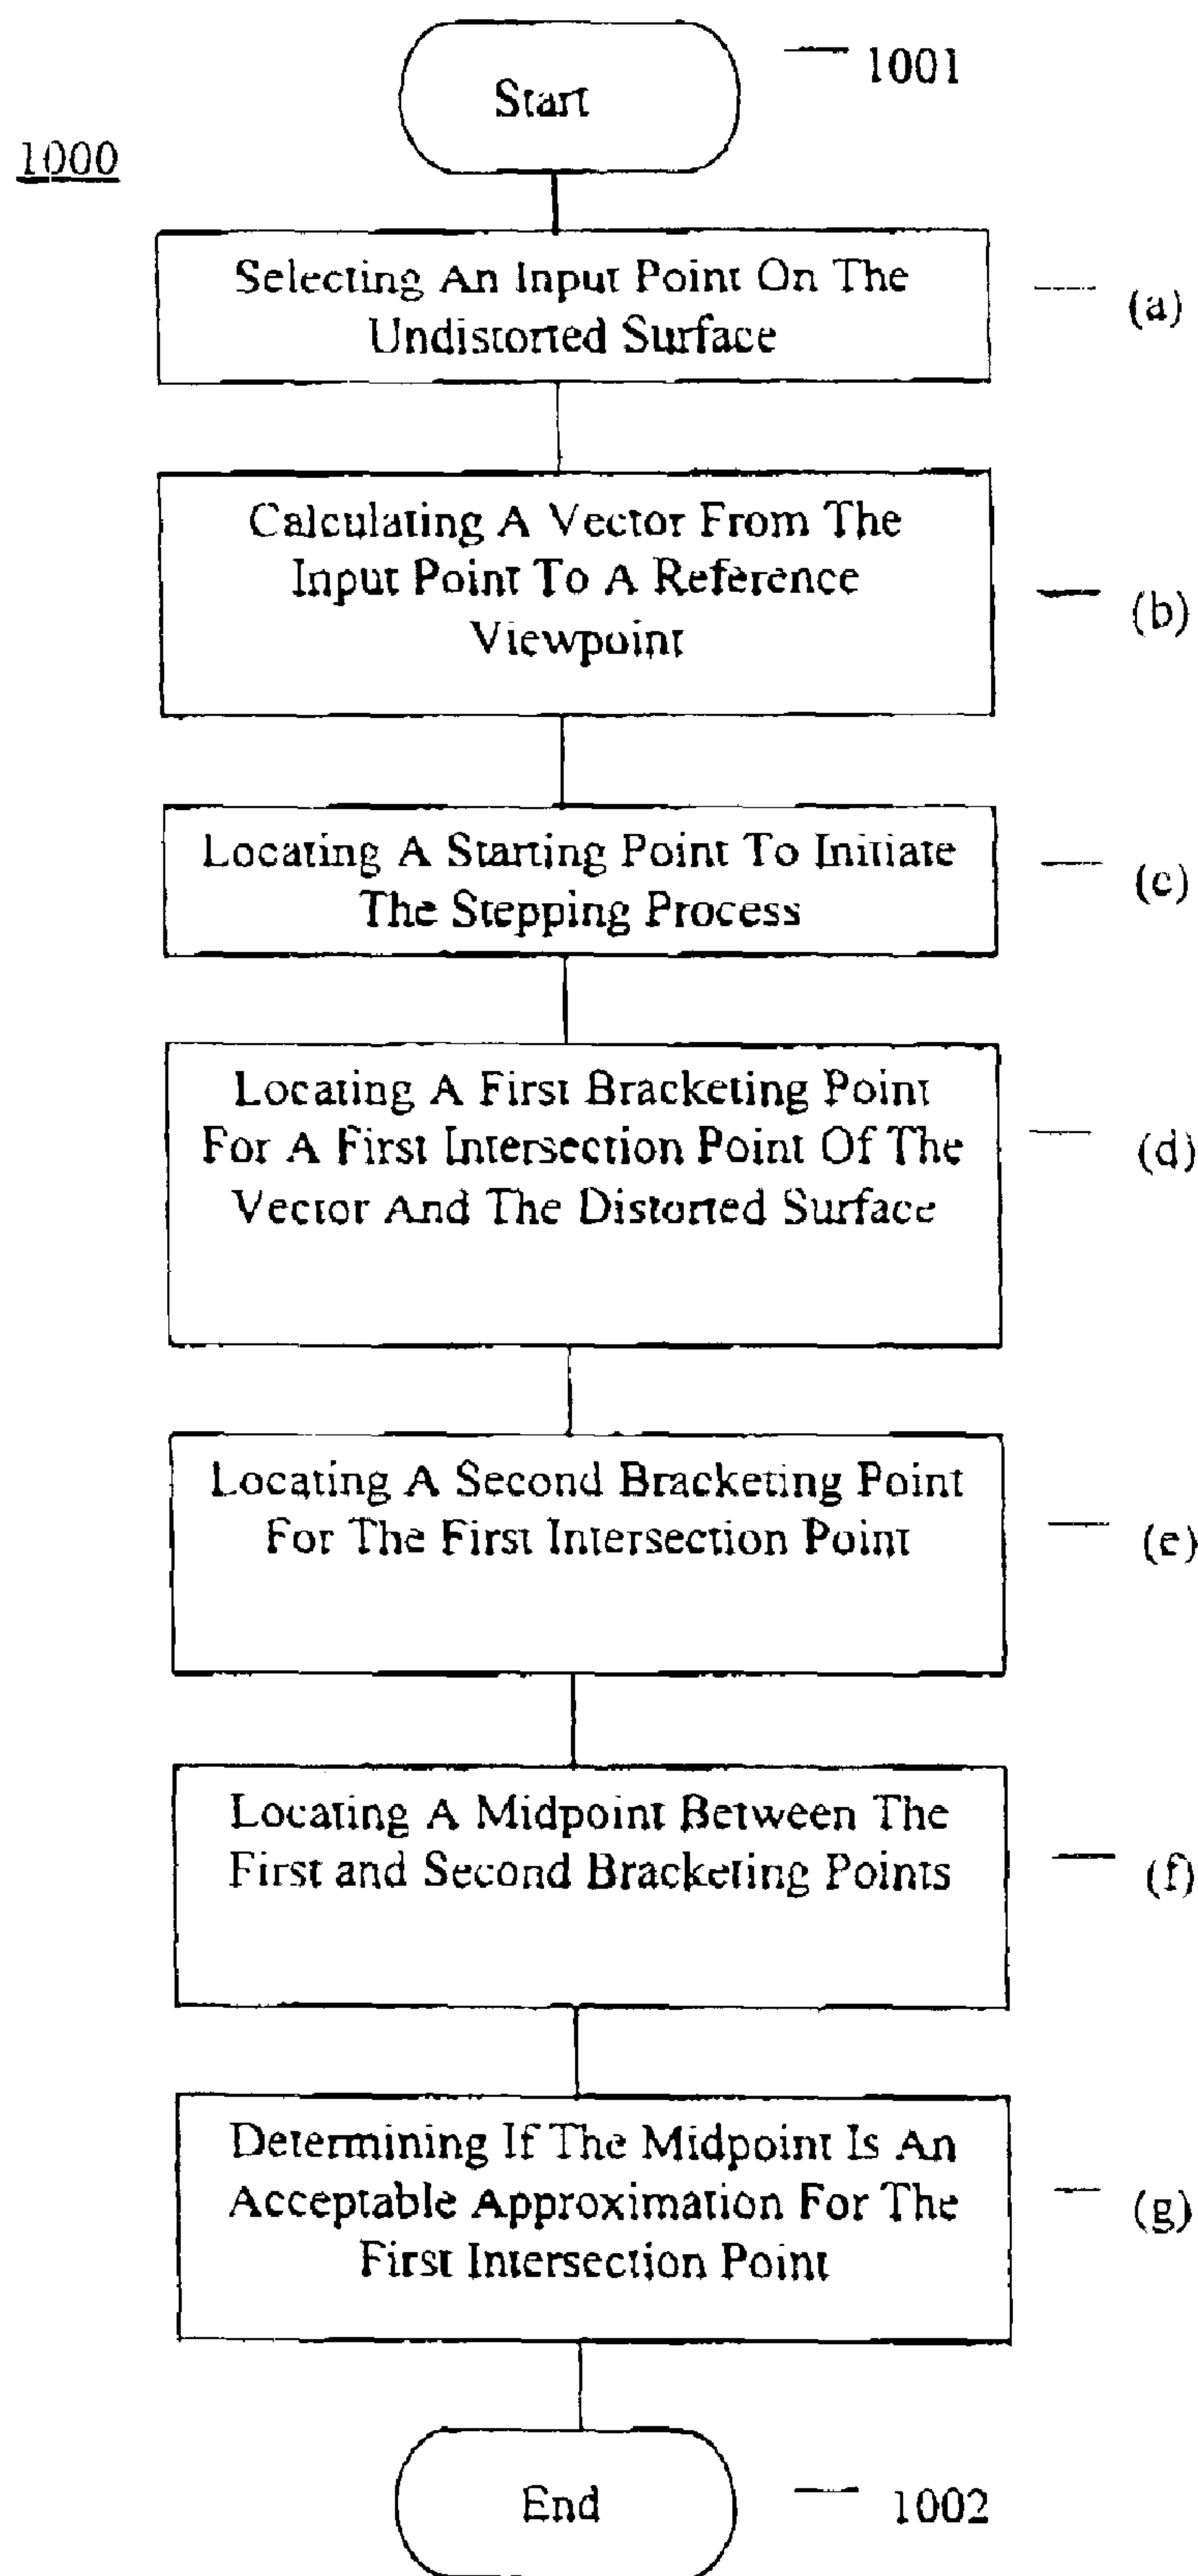 Start
1001
1000
Selecting An Input Point On The
Undistorted Surface
(a)
Calculating A Vector From The
Input Point To A Reference
Viewpoint
(b)
Locating A Starting Point To Initiate
The Stepping Process
(c)
Locating A First Bracketing Point
For A First Intersection Point Of The
Vector And The Distorted Surface
(d)
Locating A Second Bracketing Point
For The First Intersection Point
(e)
Locating A Midpoint Between The
First and Second Bracketing Points
(f)
Determining If The Midpoint Is An
Acceptable Approximation For The
First Intersection Point
(g)
End
1002